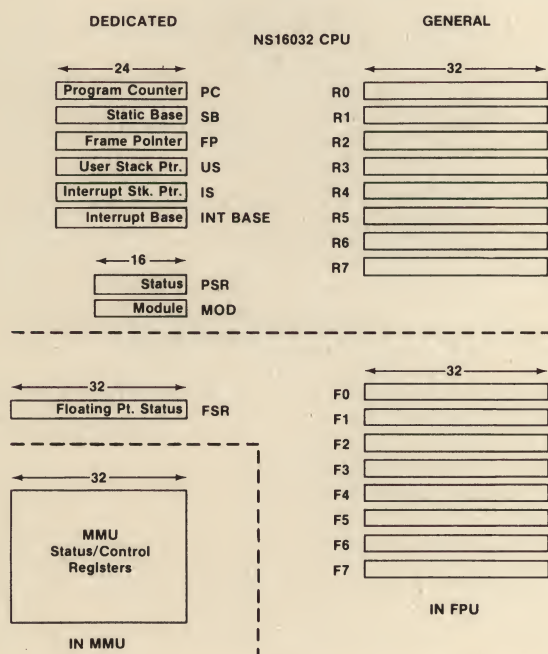 DEDICATED
GENERAL
NS16032 CPU
24
Program Counter PC
Static Base SB
Frame Pointer FP
User Stack Ptr. US
Interrupt Stk. Ptr. IS
Interrupt Base INT BASE
16
Status PSR
Module MOD
32
R0
R1
R2
R3
R4
R5
R6
R7
32
Floating Pt. Status FSR
32
MMU
Status/Control
Registers
IN MMU
32
F0
F1
F2
F3
F4
F5
F6
F7
IN FPU